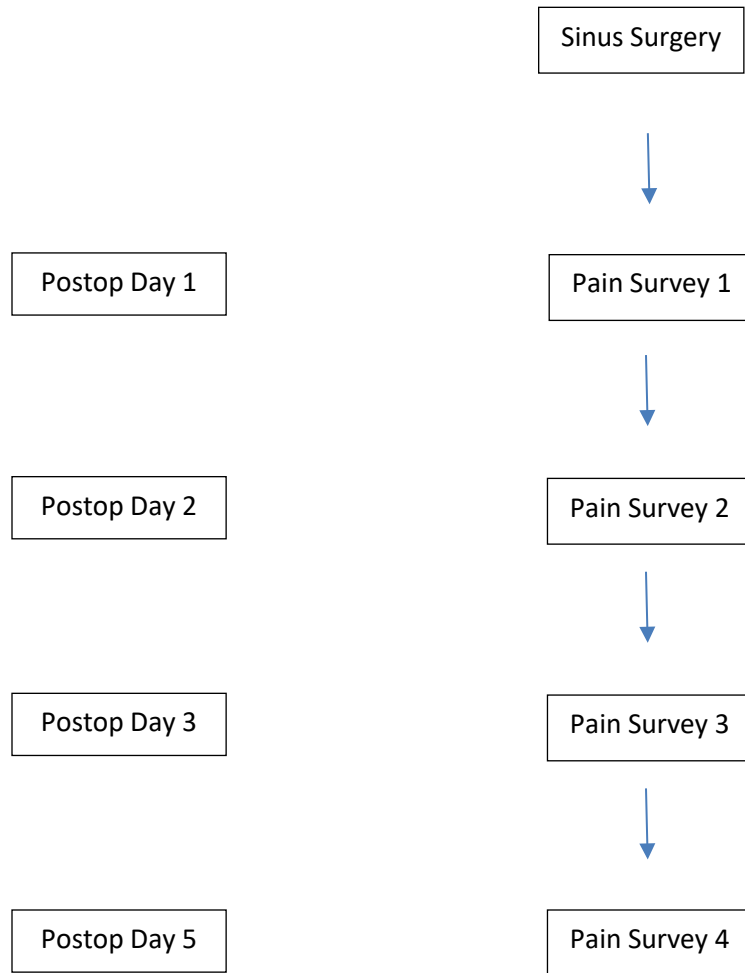 Sinus Surgery
Postop Day 1
Pain Survey 1
Postop Day 2
Pain Survey 2
Postop Day 3
Pain Survey 3
Postop Day 5
Pain Survey 4